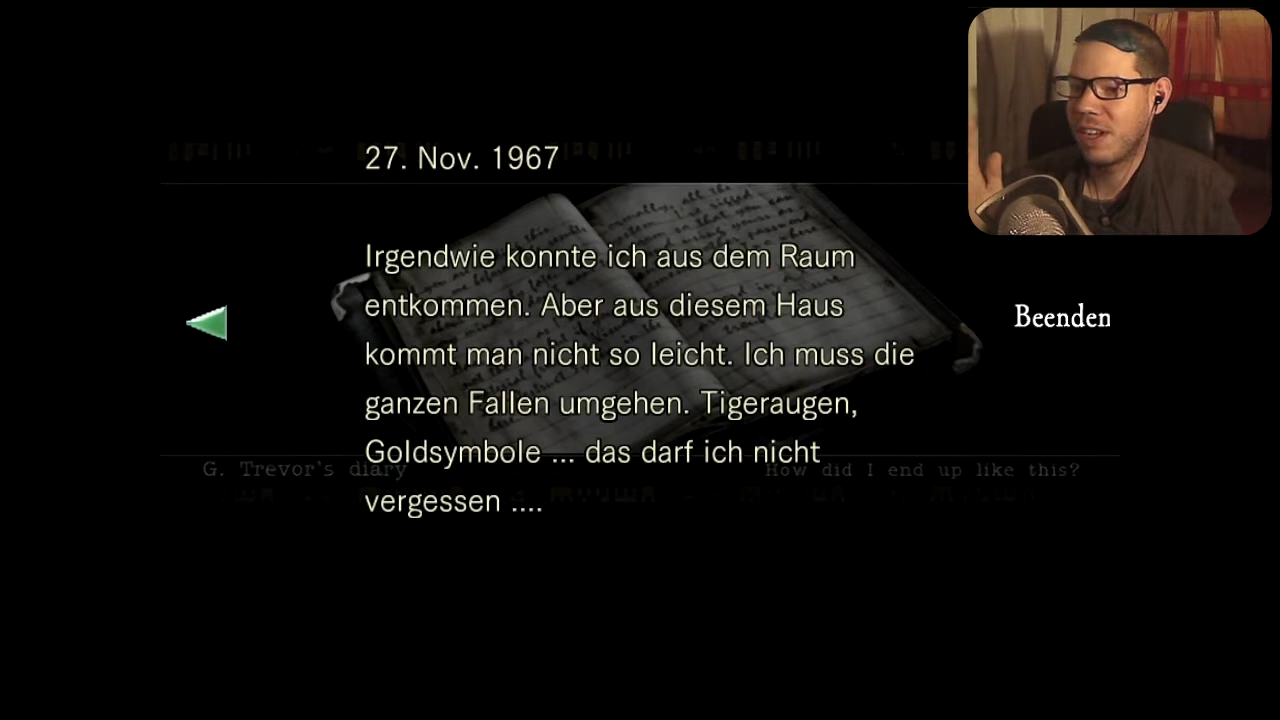 27. Nov. 1967
Irgendwie konnte ich aus dem Raum
entkommen. Aber aus diesem Haus
kommt man nicht so leicht. Ich muss die
ganzen Fallen umgehen. Tigeraugen,
Goldsymbole ... das darf ich nicht
vergessen ....
Beenden
G. Trevor's diary
How did I end up like this?